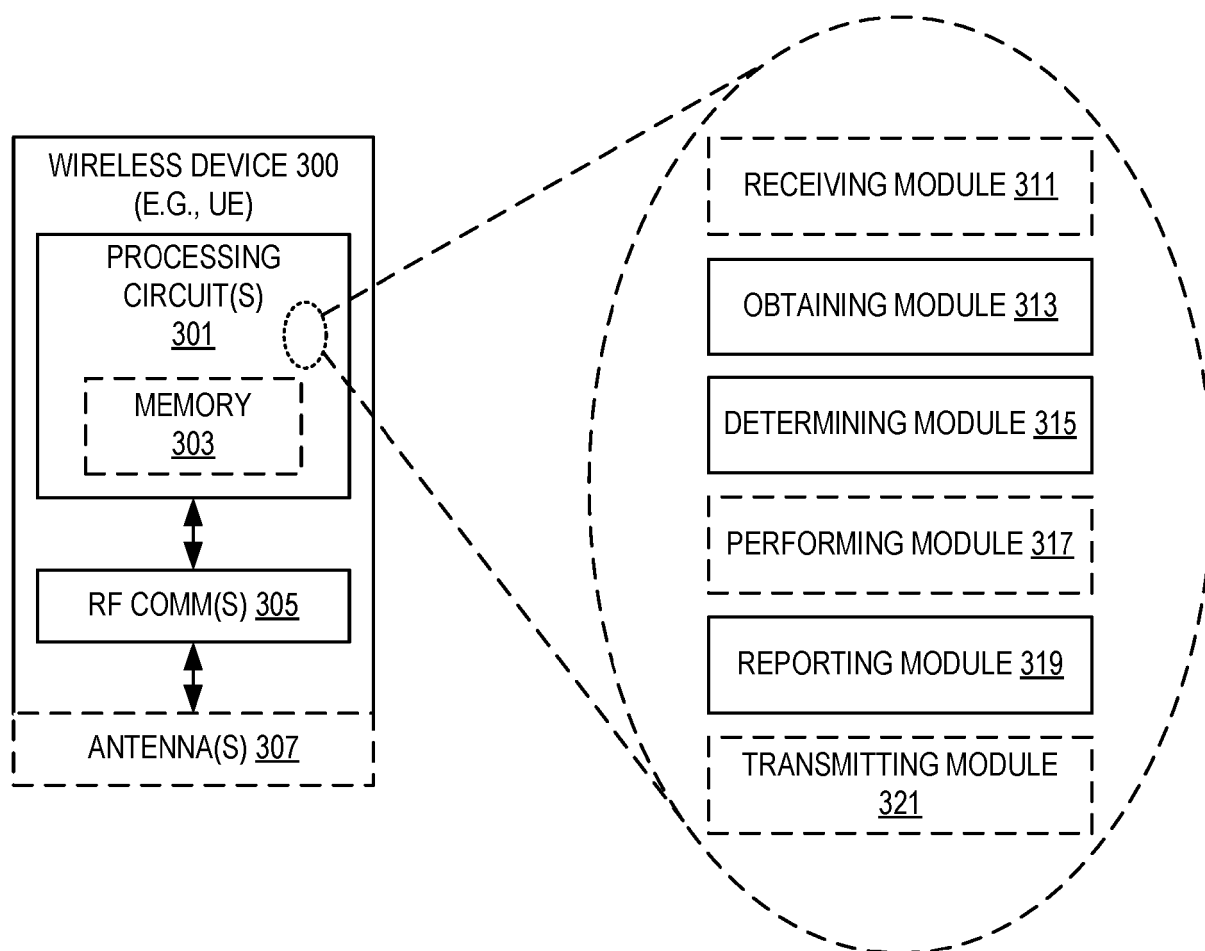 WIRELESS DEVICE 300
(E.G., UE)
PROCESSING
CIRCUIT(S)
301
MEMORY
303
RF COMM(S) 305
ANTENNA(S) 307
RECEIVING MODULE 311
OBTAINING MODULE 313
DETERMINING MODULE 315
PERFORMING MODULE 317
REPORTING MODULE 319
TRANSMITTING MODULE
321